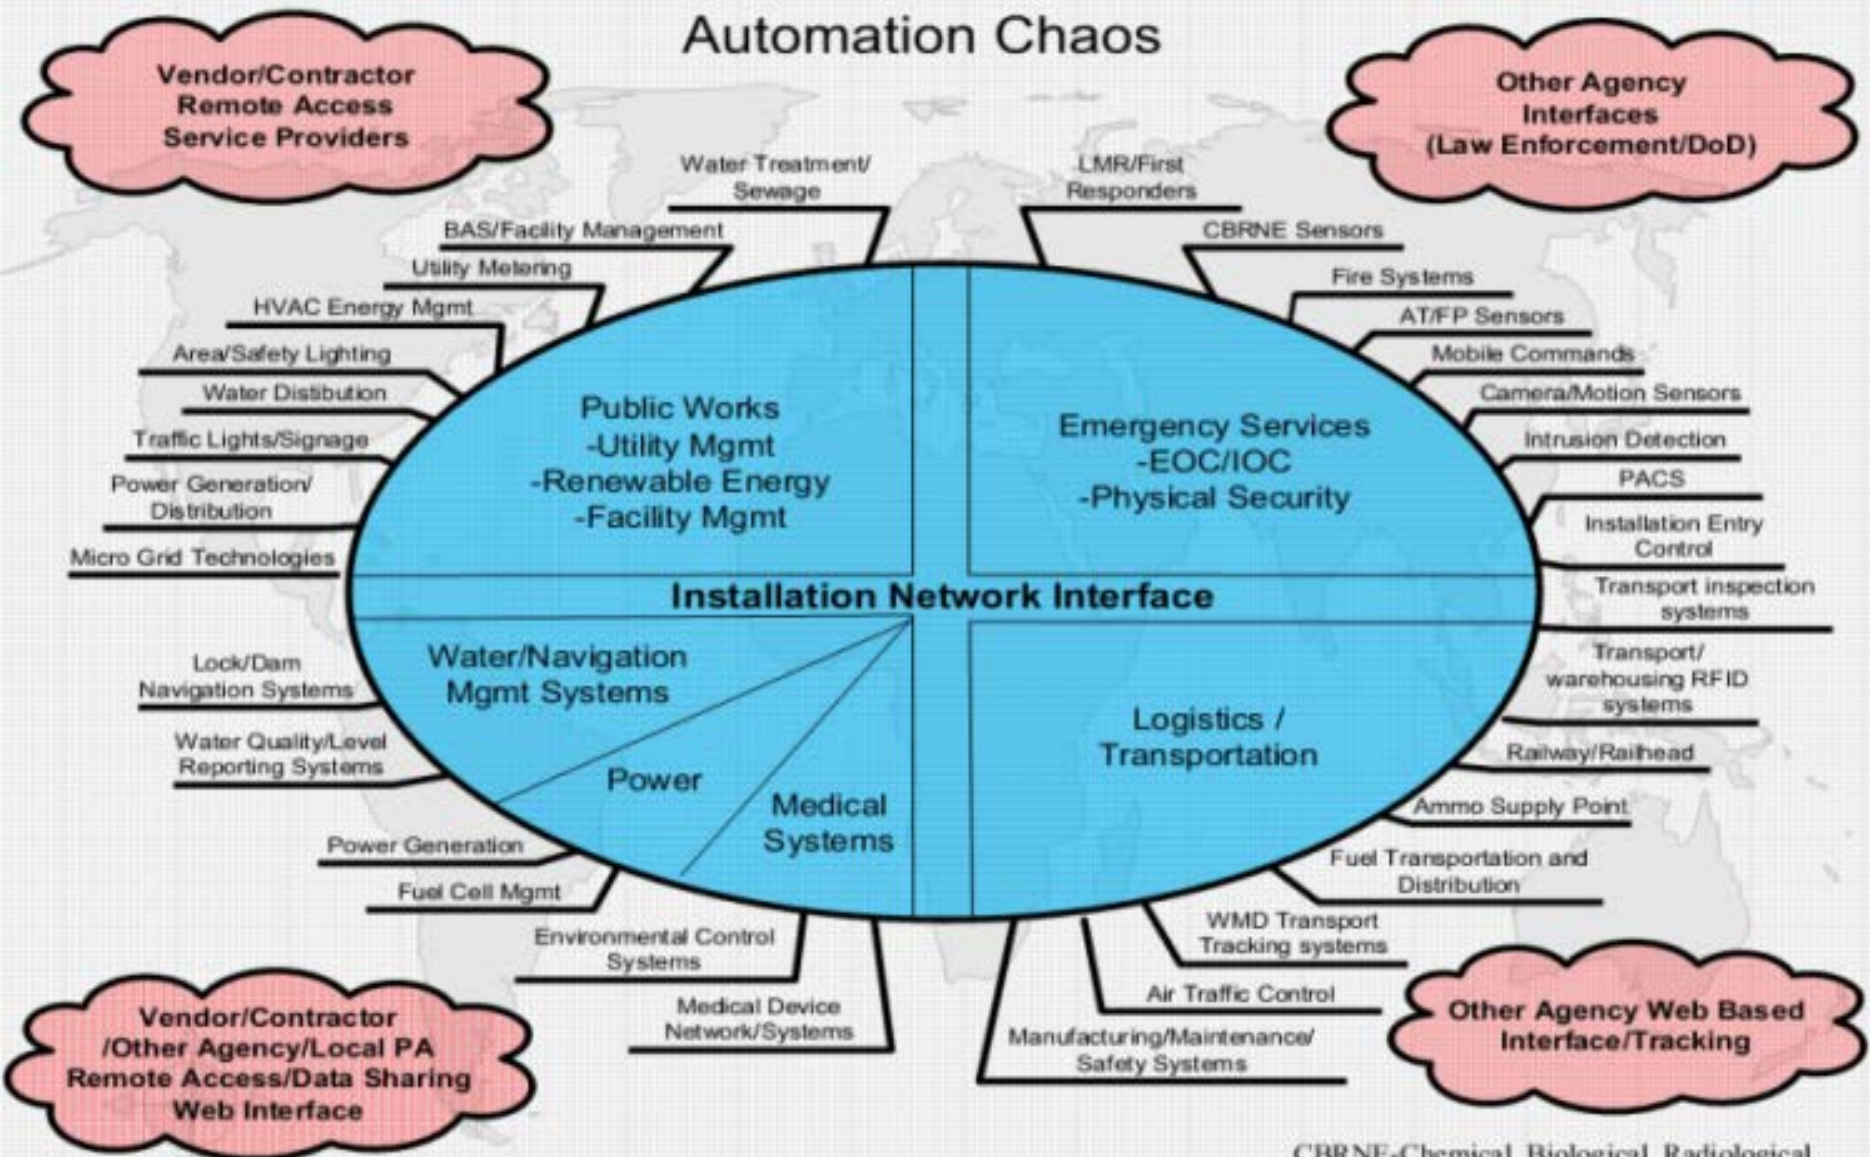 Automation Chaos
Vendor/Contractor
Remote Access
Service Providers
Other Agency
Interfaces
(Law Enforcement/DoD)
Water Treatment/
Sewage
BAS/Facility Management
Utility Metering
HVAC Energy Mgmt
Area/Safety Lighting
Water Distibution
Traffic Lights/Signage
Power Generation/
Distribution
Micro Grid Technologies
LMR/First
Responders
CBRNE Sensors
Fire Systems
AT/FP Sensors
Mobile Commands
Camera/Motion Sensors
Intrusion Detection
PACS
Installation Entry
Control
Transport inspection
systems
Transport/
warehousing RFID
systems
Railway/Railhead
Ammo Supply Point
Fuel Transportation and
Distribution
WMD Transport
Tracking systems
Air Traffic Control
Manufacturing/Maintenance/
Safety Systems
Public Works
-Utility Mgmt
-Renewable Energy
-Facility Mgmt
Emergency Services
-EOC/IOC
-Physical Security
Installation Network Interface
Water/Navigation
Mgmt Systems
Power
Medical
Systems
Logistics /
Transportation
Lock/Dam
Navigation Systems
Water Quality/Level
Reporting Systems
Power Generation
Fuel Cell Mgmt
Environmental Control
Systems
Medical Device
Network/Systems
Vendor/Contractor
/Other Agency/Local PA
Remote Access/Data Sharing
Web Interface
Other Agency Web Based
Interface/Tracking
CBRNE-Chemical, Biological, Radiological